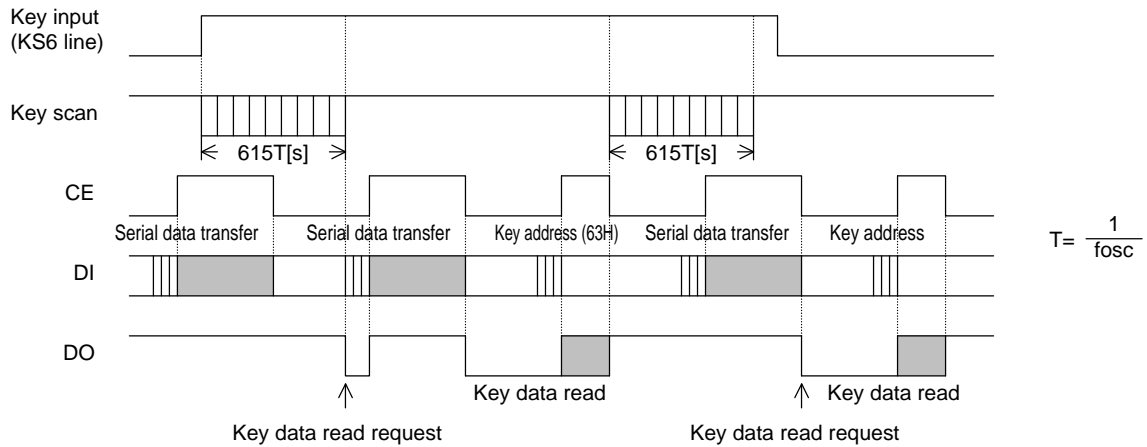 Key input
(KS6 line)
Key scan
615T[s] 615T[s]
CE
Serial data transfer Serial data transfer Key address (63H) Serial data transfer Key address
T= 1
fosc
DI
DO
Key data read Key data read
Key data read request Key data read request